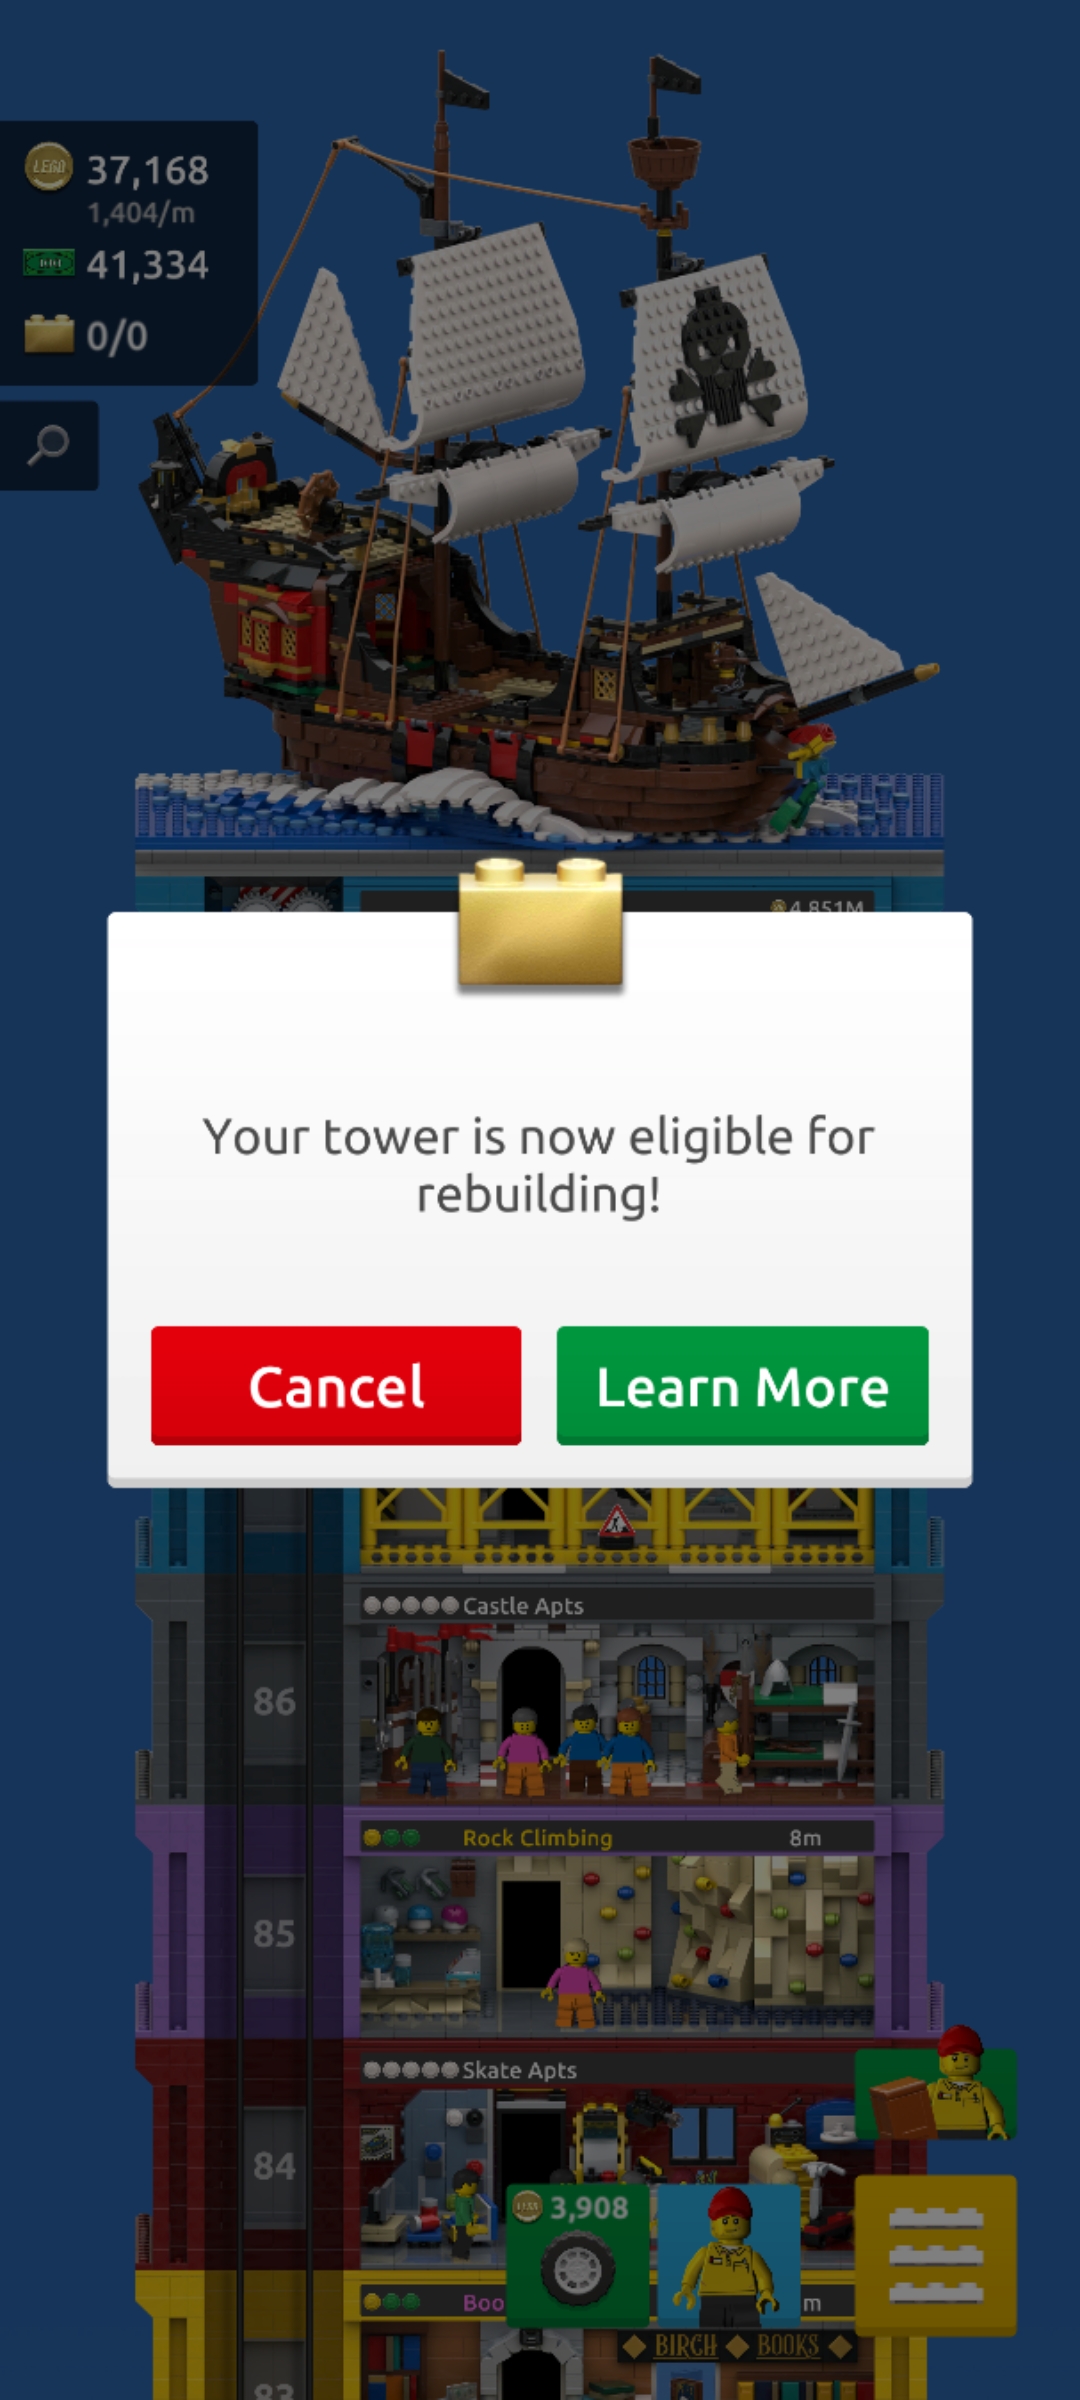 LEGO 37,168
1,404/m
41,334
0/0
4.851M
Your tower is now eligible for
rebuilding!
Cancel
Learn More
Castle Apts
86
Rock Climbing
8m
85
Skate Apts
84
3,908
Boo
m
BIRCH BOOKS
83